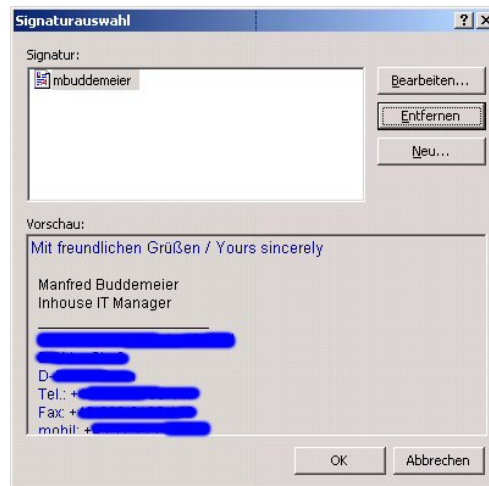 Signaturauswahl
Signatur:
mbuddemeier
Bearbeiten...
Entfernen
Neu...
Vorschau:
Mit freundlichen Grüßen / Yours sincerely
Manfred Buddemeier
Inhouse IT Manager
D-
Tel.: +
Fax: +
mobil: +
OK
Abbrechen